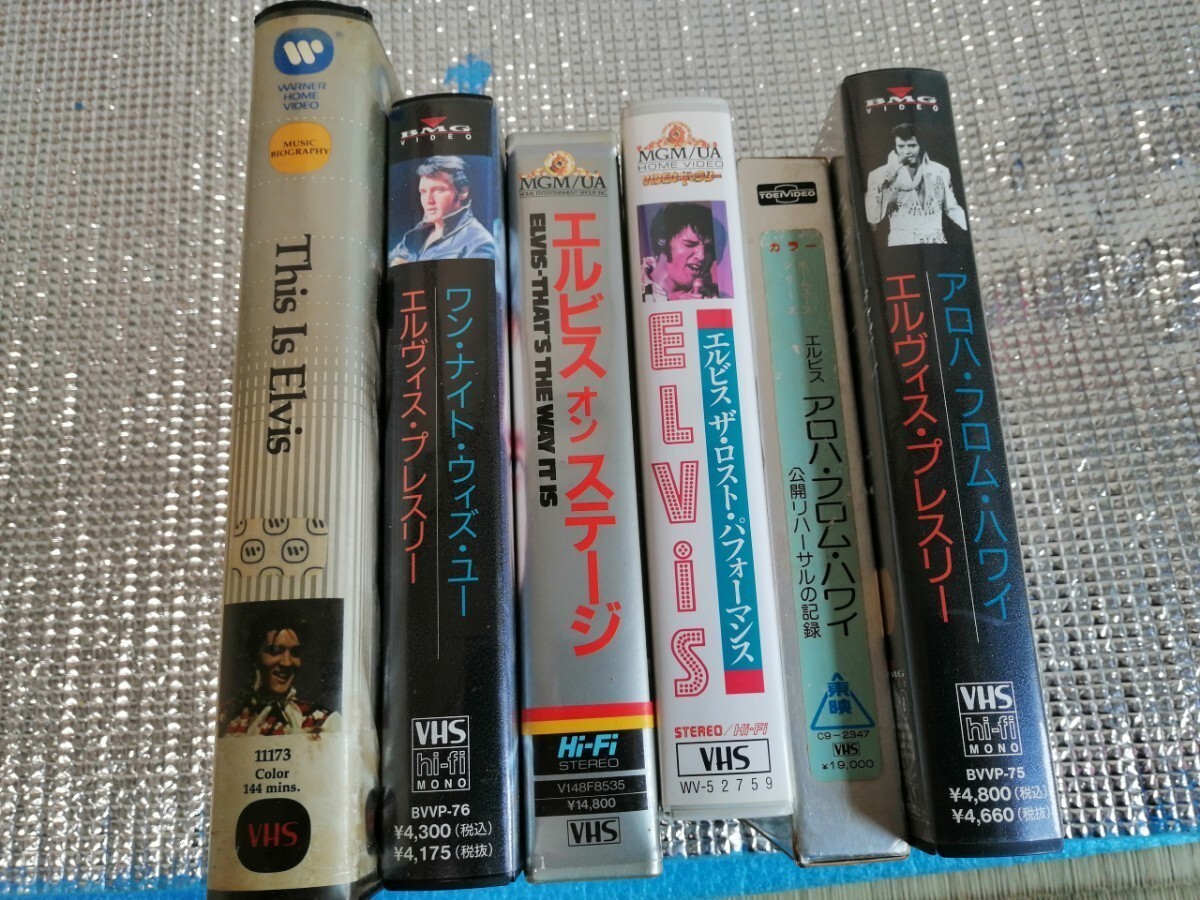 WARNER
HOME
VIDEO
MUSIC
BIOGRAPHY
This Is Elvis
11173
Color
144 mins.
VHS
BMG
VIDEO
ワン・ナイト・ウィズ・ユー
エルヴィス・プレスリー
VHS
hi-fi
MONO
BVVP-76
¥4,300(税込)
¥4,175(税抜)
MGM/UA
HOME ENTERTAINMENT GROUP, INC.
エルビス オン ステージ
ELVIS-THAT'S THE WAY IT IS
Hi-Fi
STEREO
V148F8535
¥14,800
VHS
MGM/UA
HOME VIDEO
ELViS
エルビス ザ・ロスト・パフォーマンス
STEREO/Hi-Fi
VHS
WV-52759
TOEI VIDEO
カラー
エルビス アロハ・フロム・ハワイ
公開リハーサルの記録
東映
C9-2347
VHS
¥19,000
BMG
VIDEO
アロハ・フロム・ハワイ
エルヴィス・プレスリー
VHS
hi-fi
MONO
BVVP-75
¥4,800(税込)
¥4,660(税抜)